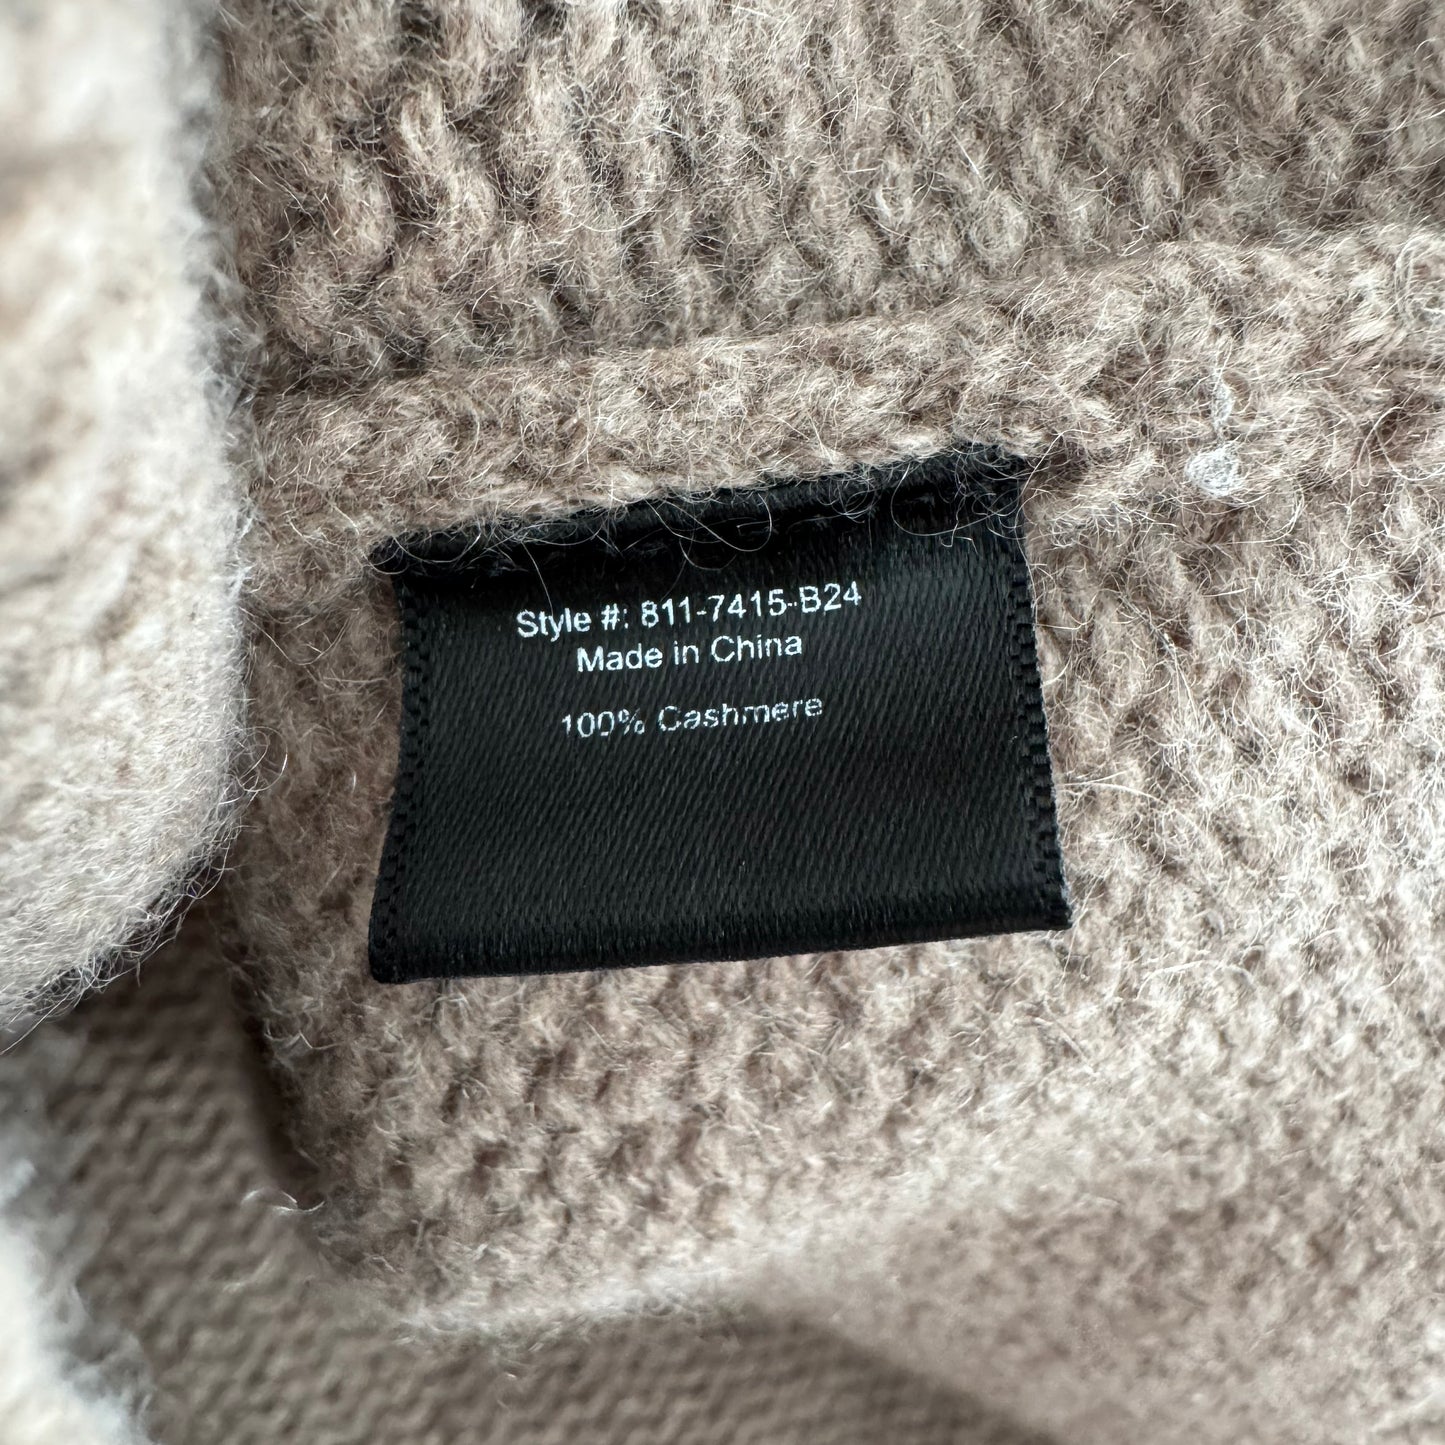 Style #: 811-7415-B24
Made in China
100% Cashmere